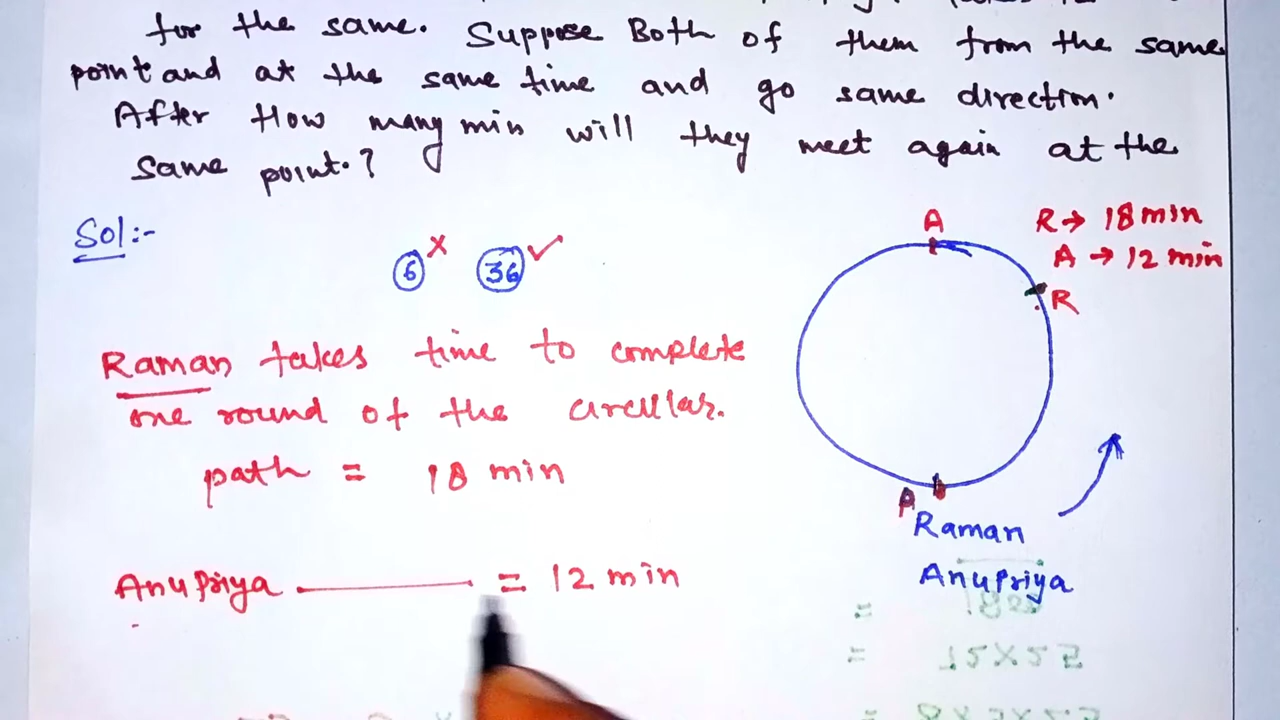 for the same. Suppose Both of them from the same
point and at the same time and go same direction.
After How many min will they meet again at the
same point.?
Sol:-
6 × 36 ✓
A
R → 18 min
A → 12 min
R
Raman takes time to complete
one round of the circular.
path = 18 min
A
Raman
Anupriya = 12 min
Anupriya